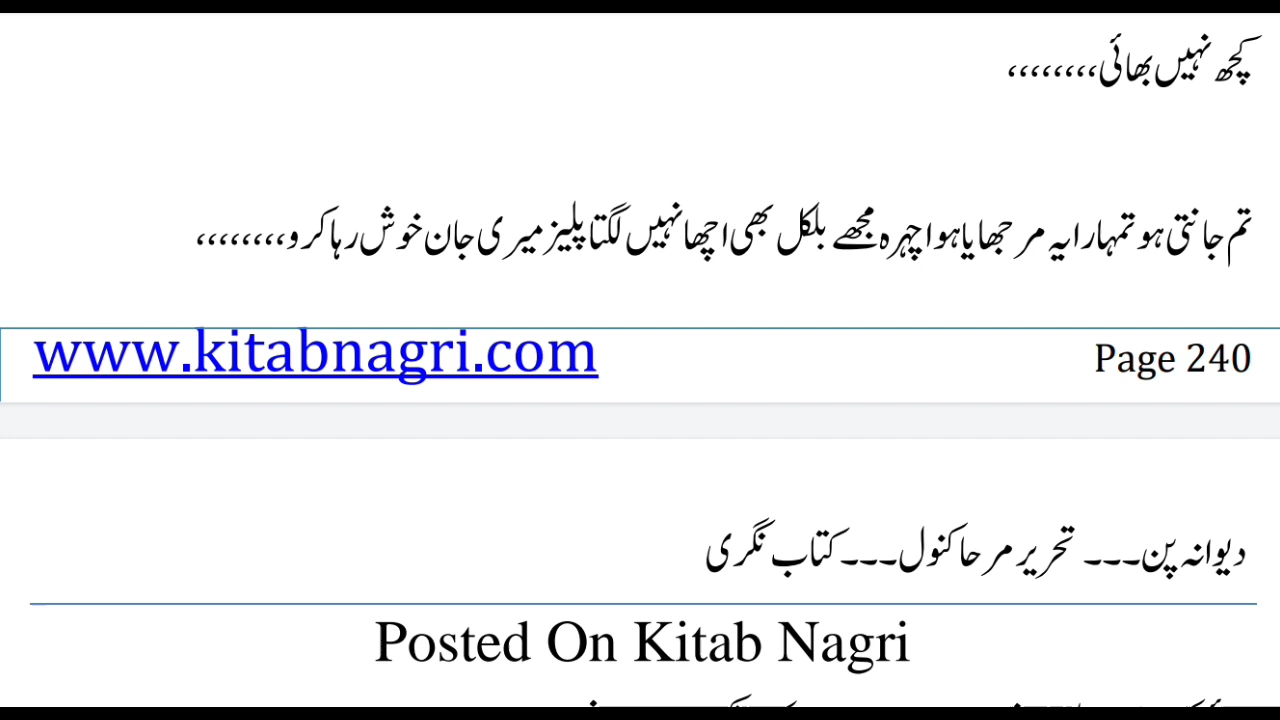 کچھ نہیں بھائی،،،،،،،،
تم جانتی ہو تمہارا یہ مرجھایا ہوا چہرہ مجھے بلکل بھی اچھا نہیں لگتا پلیز میری جان خوش رہا کرو،،،،،،،،
www.kitabnagri.com Page 240
دیوانہ پن۔۔۔ تحریر مرحا کنول۔۔۔ کتاب نگری
Posted On Kitab Nagri